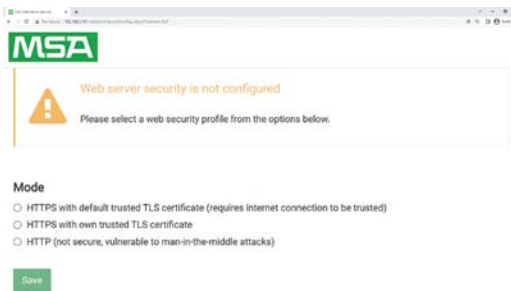 MSA
Web server security is not configured
Please select a web security profile from the options below.
Mode
HTTPS with default trusted TLS certificate (requires internet connection to be trusted)
HTTPS with own trusted TLS certificate
HTTP (not secure, vulnerable to man-in-the-middle attacks)
Save